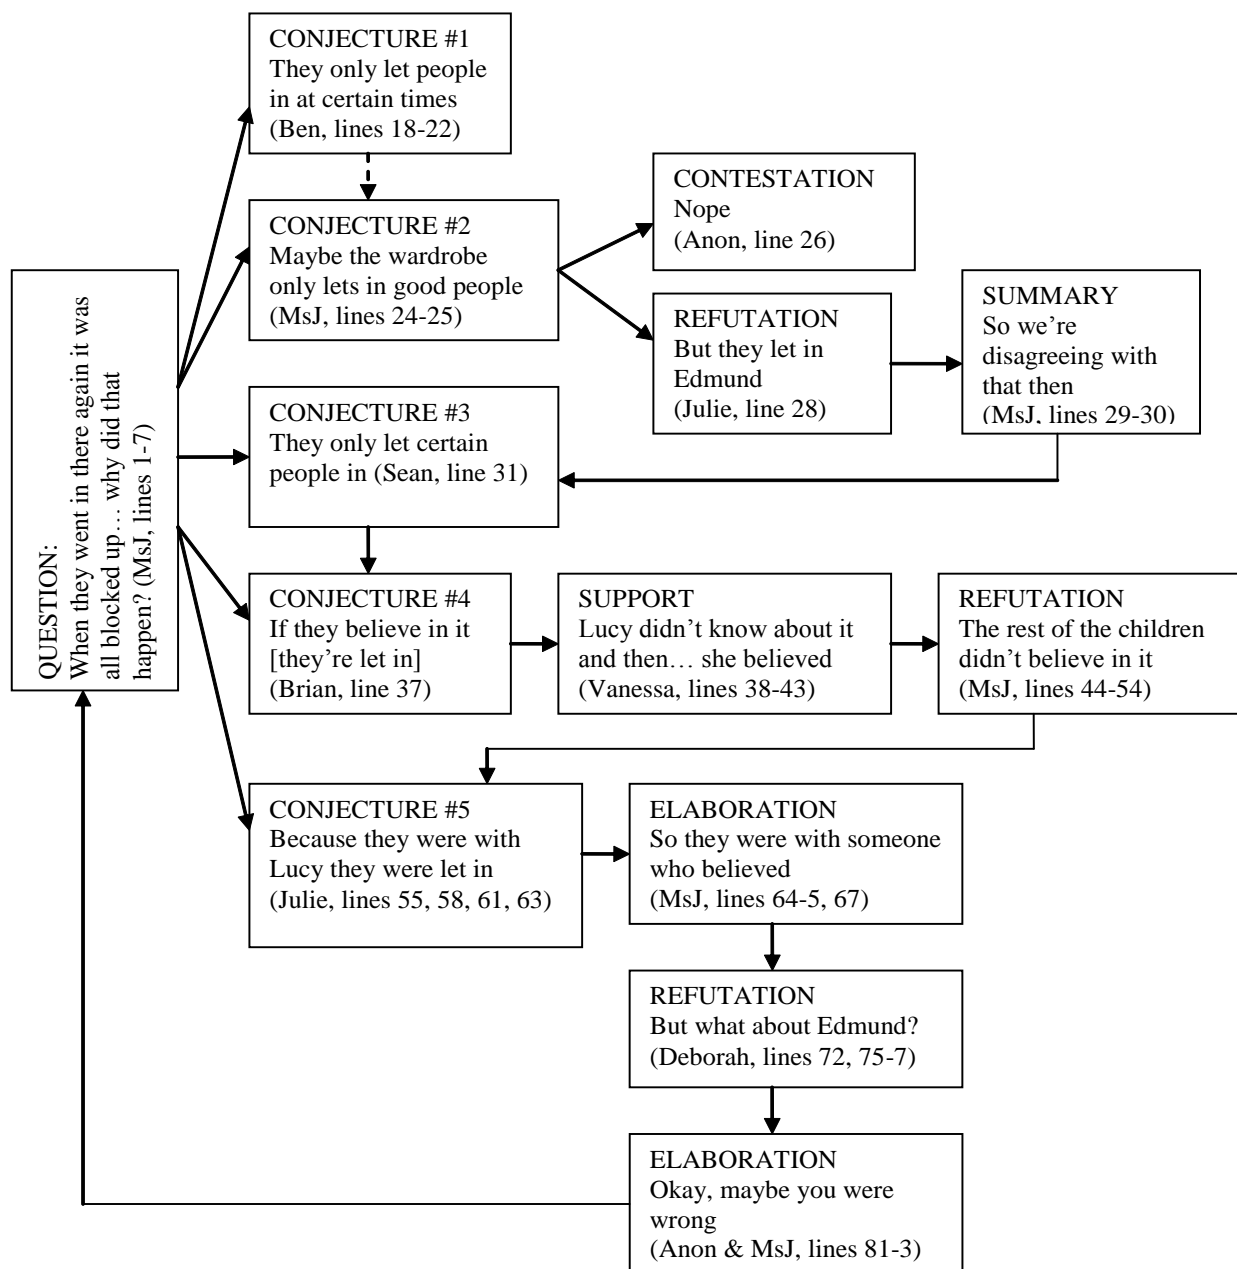 CONJECTURE #1
They only let people
in at certain times
(Ben, lines 18-22)
CONJECTURE #2
Maybe the wardrobe
only lets in good people
(MsJ, lines 24-25)
CONTESTATION
Nope
(Anon, line 26)
REFUTATION
But they let in
Edmund
(Julie, line 28)
SUMMARY
So we’re
disagreeing with
that then
(MsJ, lines 29-30)
QUESTION:
When they went in there again it was
all blocked up… why did that
happen? (MsJ, lines 1-7)
CONJECTURE #3
They only let certain
people in (Sean, line 31)
CONJECTURE #4
If they believe in it
[they’re let in]
(Brian, line 37)
SUPPORT
Lucy didn’t know about it
and then… she believed
(Vanessa, lines 38-43)
REFUTATION
The rest of the children
didn’t believe in it
(MsJ, lines 44-54)
CONJECTURE #5
Because they were with
Lucy they were let in
(Julie, lines 55, 58, 61, 63)
ELABORATION
So they were with someone
who believed
(MsJ, lines 64-5, 67)
REFUTATION
But what about Edmund?
(Deborah, lines 72, 75-7)
ELABORATION
Okay, maybe you were
wrong
(Anon & MsJ, lines 81-3)